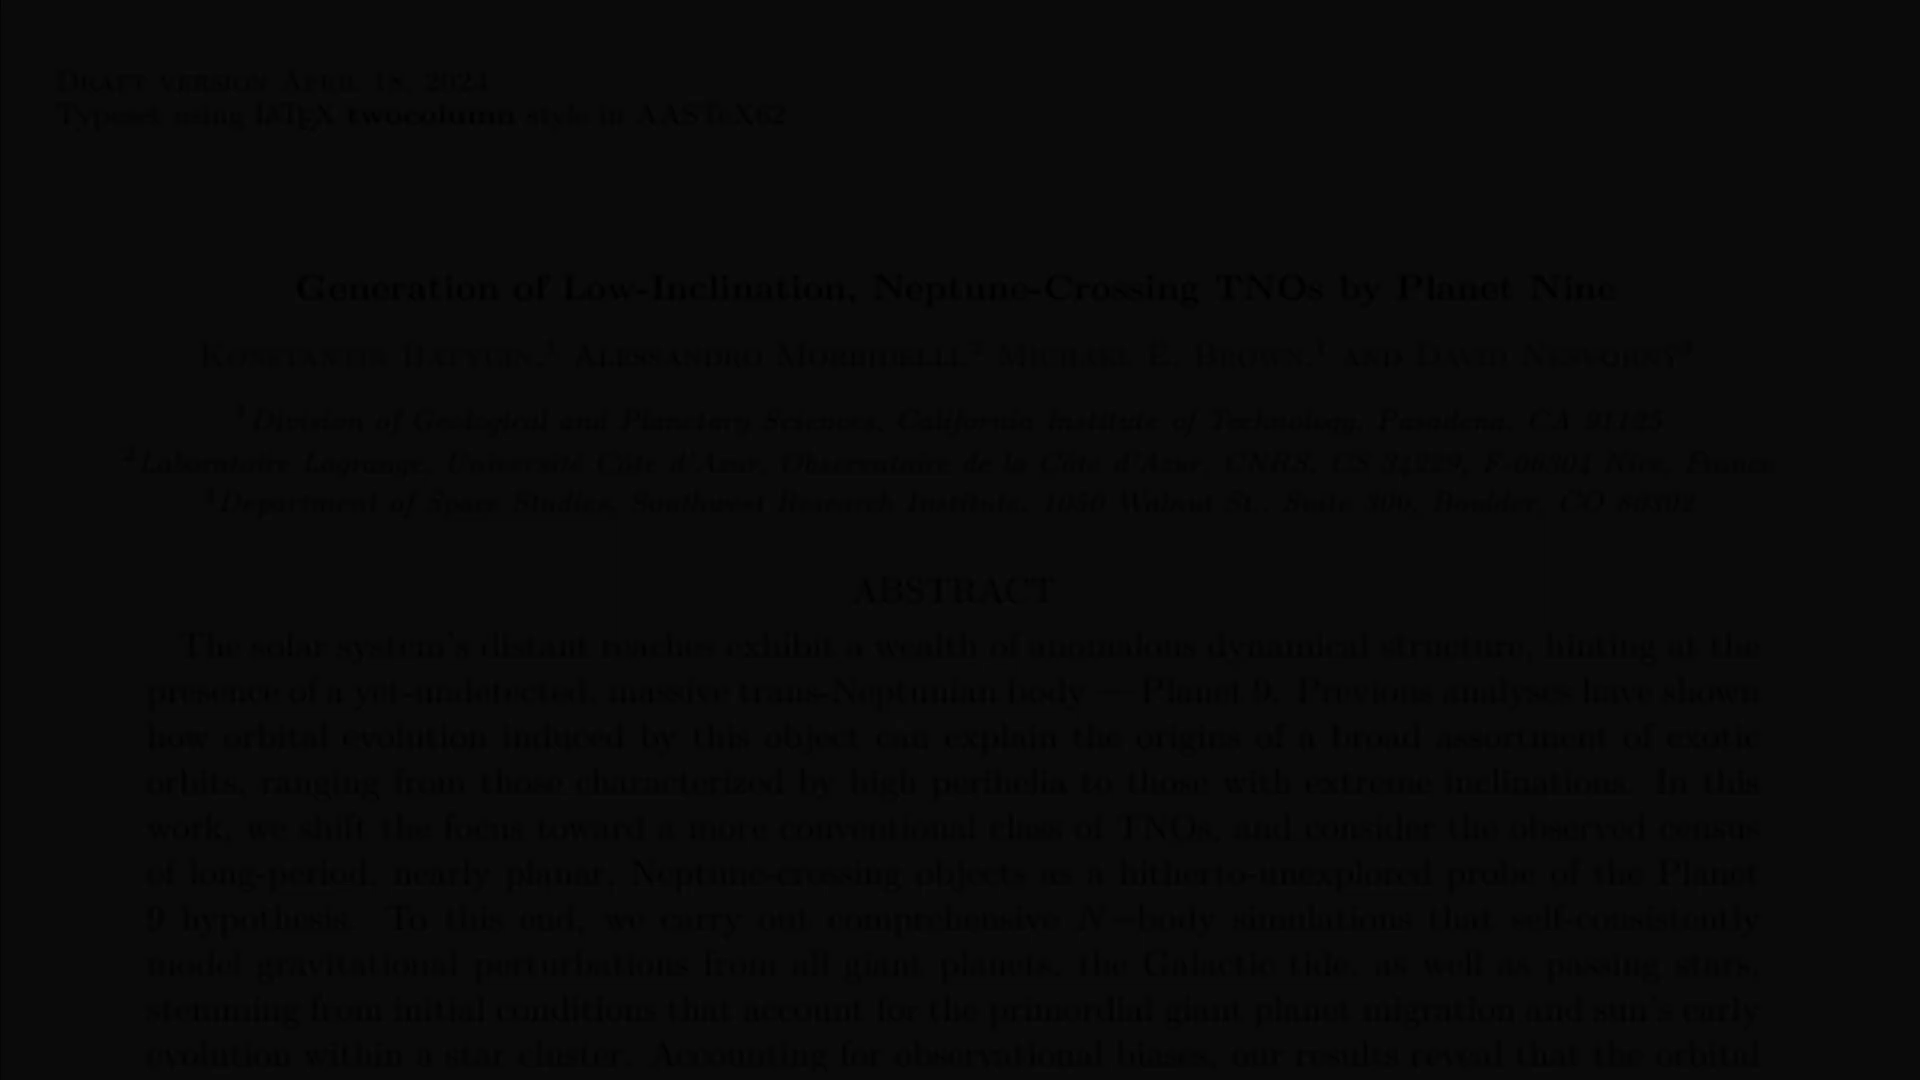 DRAFT VERSION APRIL 18, 2024
Typeset using LATEX twocolumn style in AASTeX62
Generation of Low-Inclination, Neptune-Crossing TNOs by Planet Nine
KONSTANTIN BATYGIN,1 ALESSANDRO MORBIDELLI,2 MICHAEL E. BROWN,1 AND DAVID NESVORNÝ3
1Division of Geological and Planetary Sciences, California Institute of Technology, Pasadena, CA 91125
2Laboratoire Lagrange, Université Côte d'Azur, Observatoire de la Côte d'Azur, CNRS, CS 34229, F-06304 Nice, France
3Department of Space Studies, Southwest Research Institute, 1050 Walnut St., Suite 300, Boulder, CO 80302
ABSTRACT
The solar system's distant reaches exhibit a wealth of anomalous dynamical structure, hinting at the
presence of a yet-undetected, massive trans-Neptunian body — Planet 9. Previous analyses have shown
how orbital evolution induced by this object can explain the origins of a broad assortment of exotic
orbits, ranging from those characterized by high perihelia to those with extreme inclinations. In this
work, we shift the focus toward a more conventional class of TNOs, and consider the observed census
of long-period, nearly planar, Neptune-crossing objects as a hitherto-unexplored probe of the Planet
9 hypothesis. To this end, we carry out comprehensive N−body simulations that self-consistently
model gravitational perturbations from all giant planets, the Galactic tide, as well as passing stars,
stemming from initial conditions that account for the primordial giant planet migration and sun's early
evolution within a star cluster. Accounting for observational biases, our results reveal that the orbital